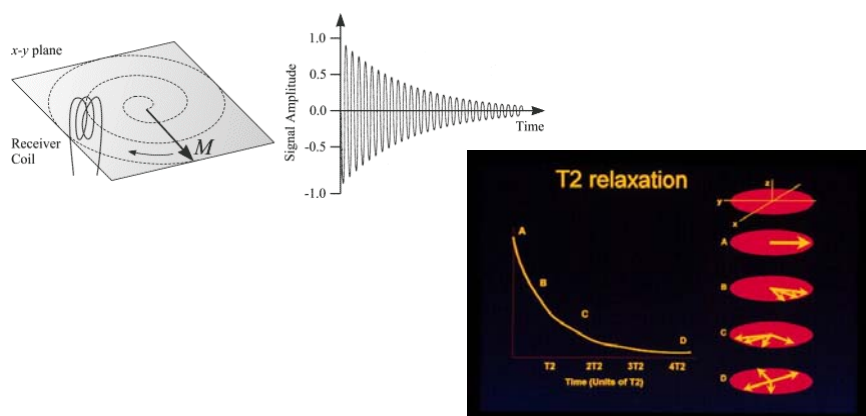 x-y plane
Receiver
Coil
M
Signal Amplitude
1.0
0.5
0.0
-0.5
-1.0
Time
T2 relaxation
A
B
C
D
T2
2T2
3T2
4T2
Time (Units of T2)
z
y
x
A
B
C
D